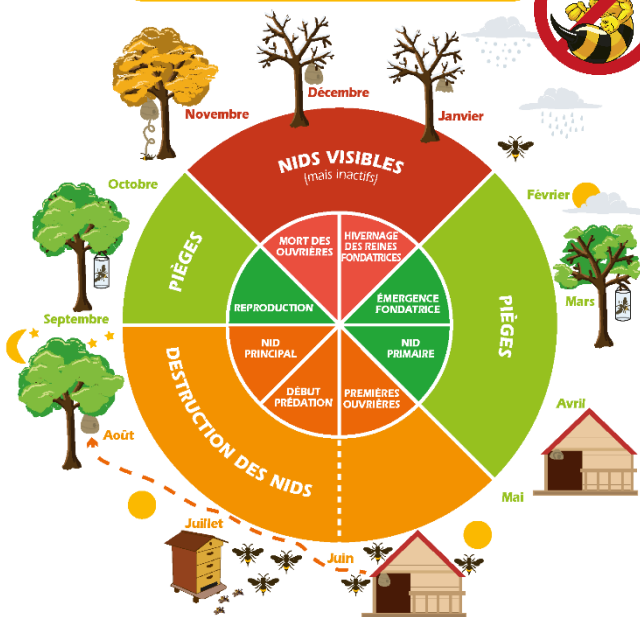 Décembre
Novembre
Janvier
NIDS VISIBLES
(mais inactifs)
Octobre
Février
PIÈGES
MORT DES
OUVRIÈRES
HIVERNAGE
DES REINES
FONDATRICES
REPRODUCTION
ÉMERGENCE
FONDATRICE
PIÈGES
Mars
Septembre
NID
PRINCIPAL
NID
PRIMAIRE
DÉBUT
PRÉDATION
PREMIÈRES
OUVRIÈRES
DESTRUCTION DES NIDS
Avril
Août
Mai
Juillet
Juin